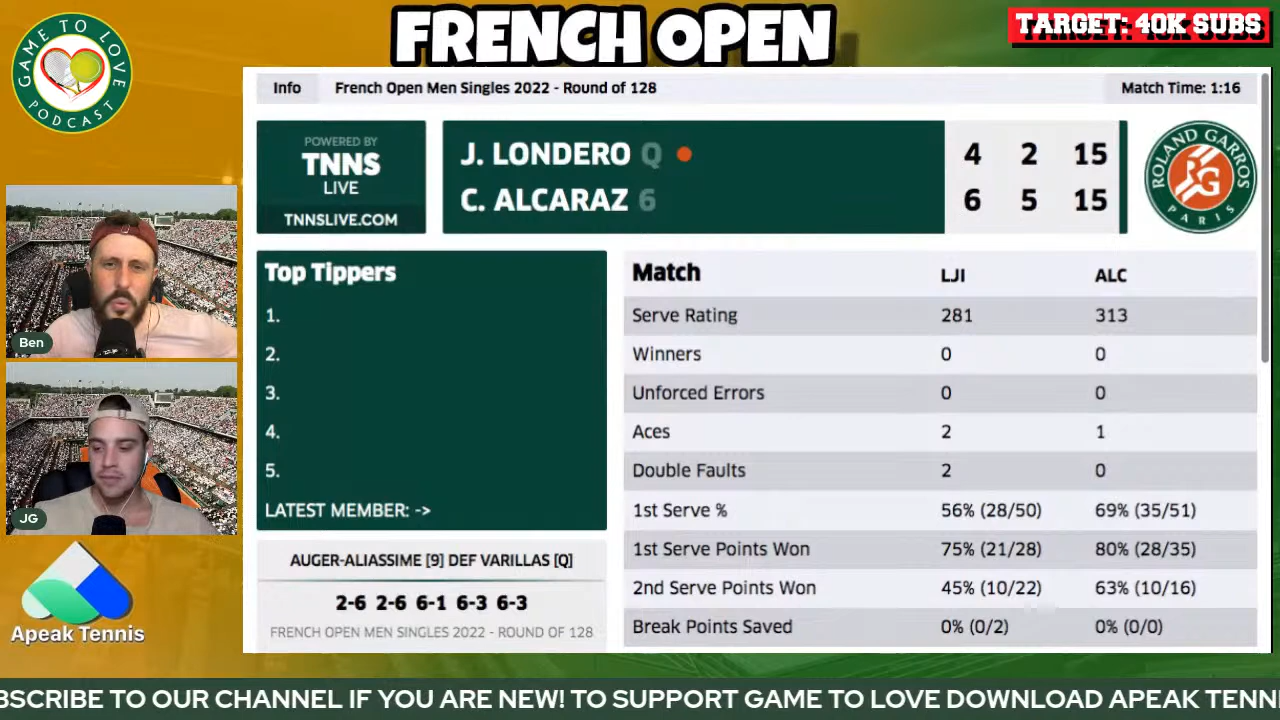 FRENCH OPEN
TARGET: 40K SUBS
GAME TO LOVE
PODCAST
Info French Open Men Singles 2022 - Round of 128 Match Time: 1:16
POWERED BY
TNNS
LIVE
TNNSLIVE.COM
J. LONDERO Q 4 2 15
C. ALCARAZ 6 6 5 15
ROLAND GARROS
RG
PARIS
Top Tippers
1.
2.
3.
4.
5.
LATEST MEMBER: ->
Match LJI ALC
Serve Rating 281 313
Winners 0 0
Unforced Errors 0 0
Aces 2 1
Double Faults 2 0
1st Serve % 56% (28/50) 69% (35/51)
1st Serve Points Won 75% (21/28) 80% (28/35)
2nd Serve Points Won 45% (10/22) 63% (10/16)
Break Points Saved 0% (0/2) 0% (0/0)
AUGER-ALIASSIME [9] DEF VARILLAS [Q]
2-6 2-6 6-1 6-3 6-3
FRENCH OPEN MEN SINGLES 2022 - ROUND OF 128
Ben
JG
Apeak Tennis
BSCRIBE TO OUR CHANNEL IF YOU ARE NEW! TO SUPPORT GAME TO LOVE DOWNLOAD APEAK TENNI